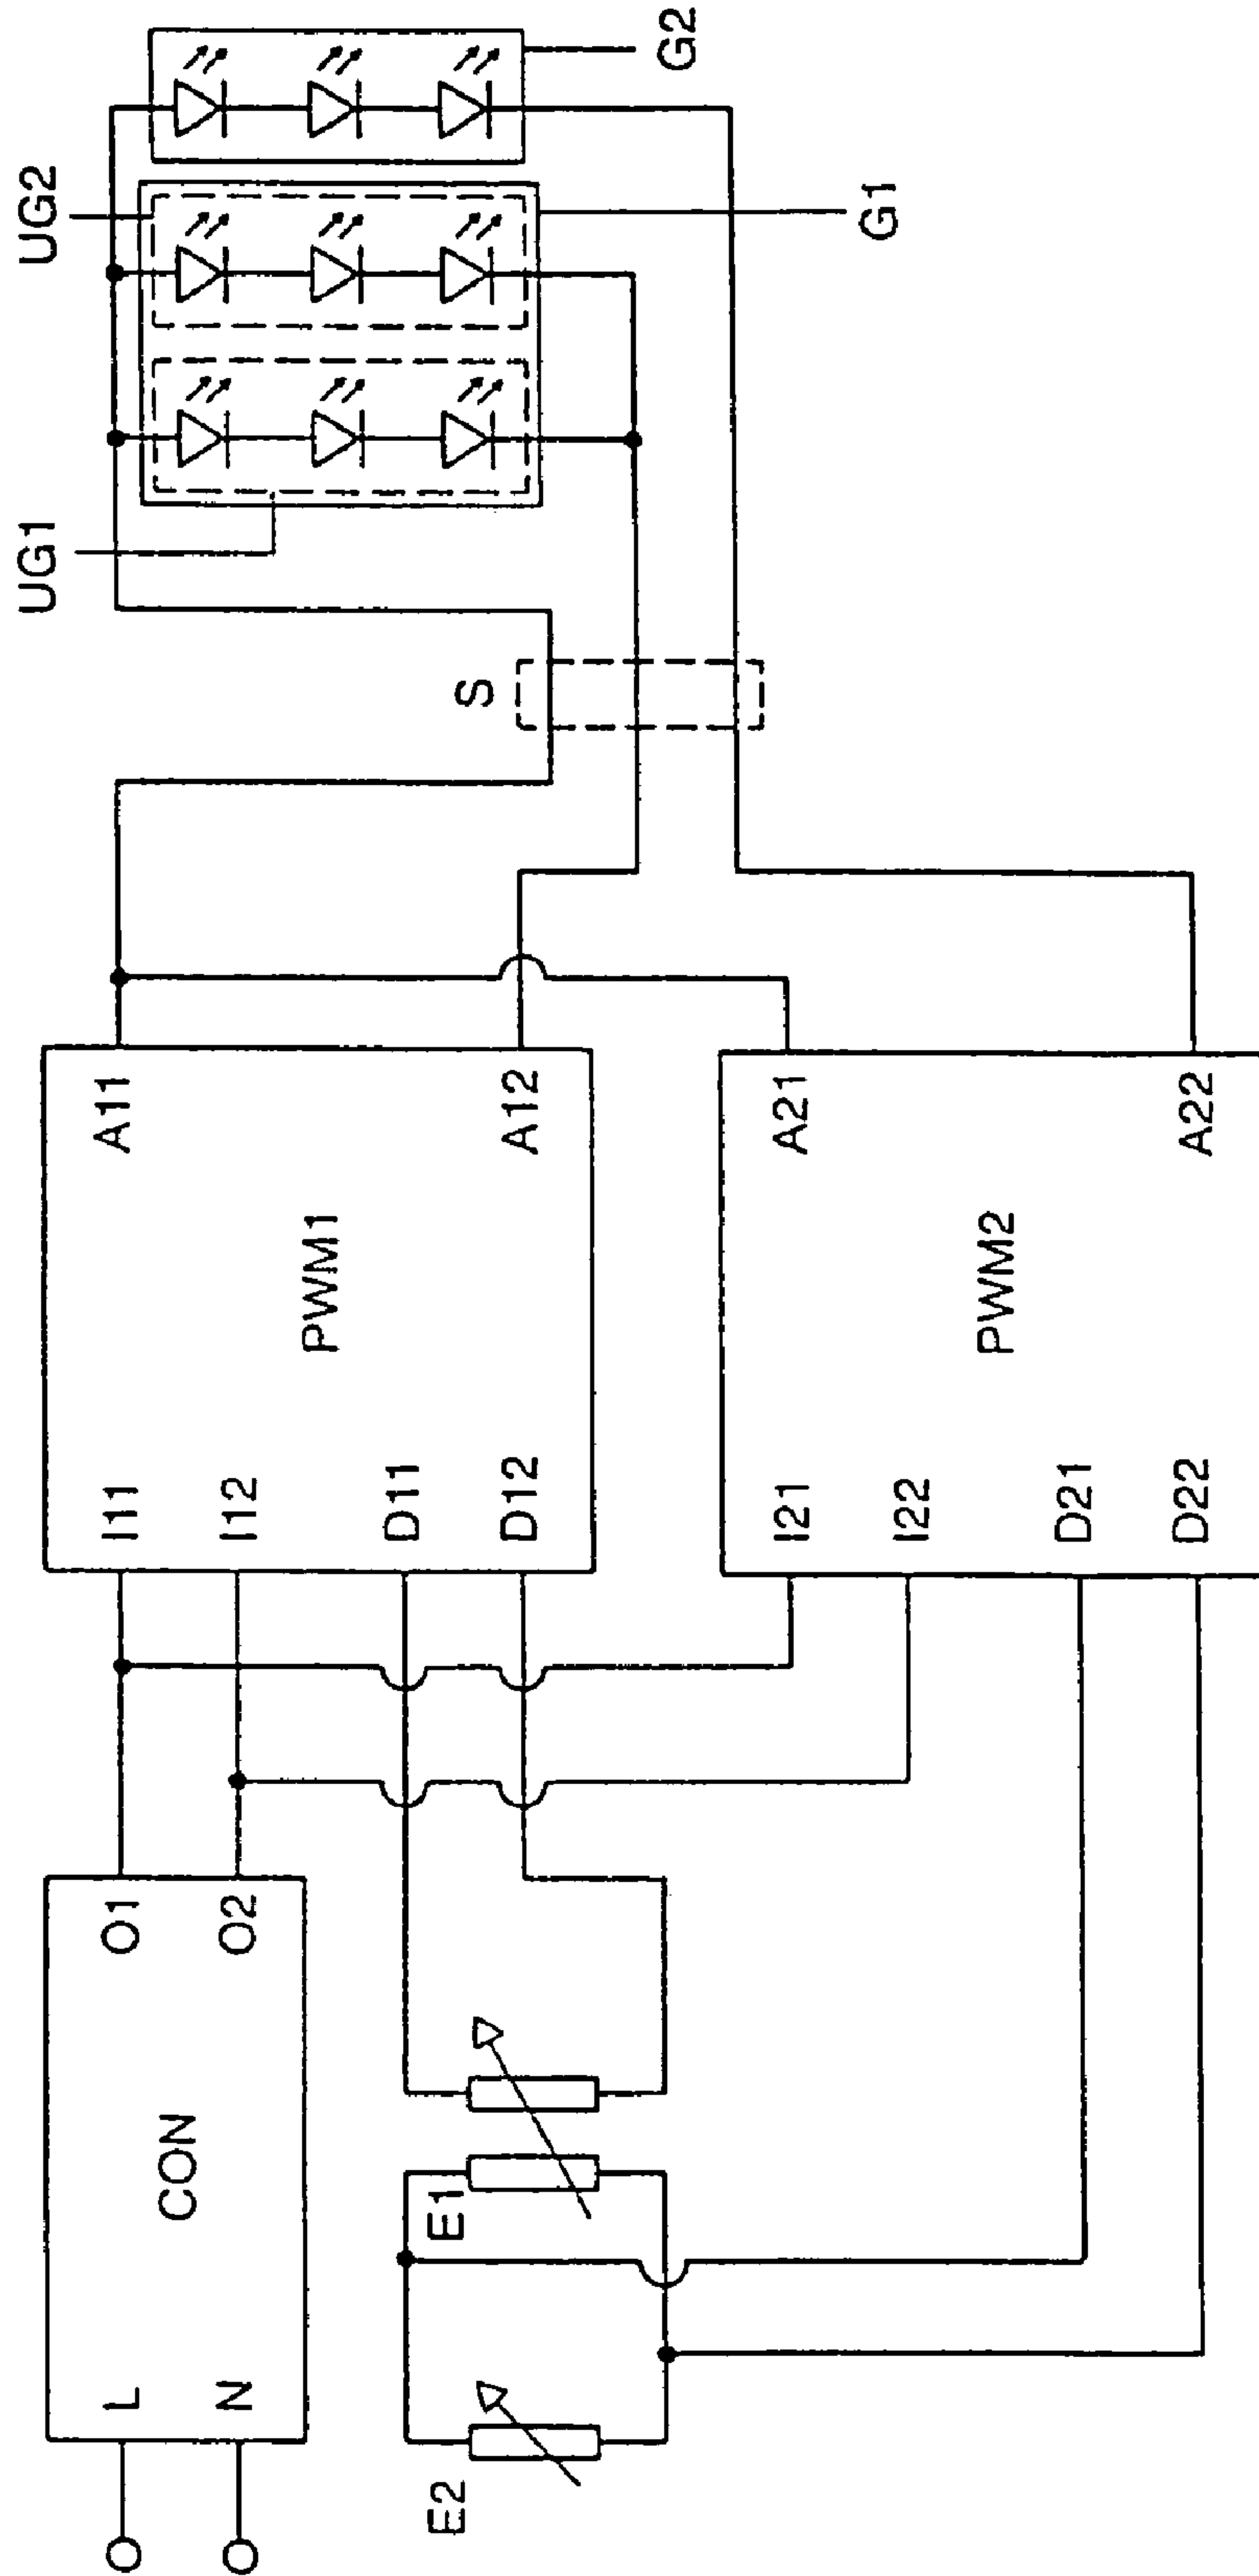 L
N
CON
O1
O2
E2
E1
I11
I12
D11
D12
PWM1
A11
A12
I21
I22
D21
D22
PWM2
A21
A22
S
UG1
UG2
G1
G2